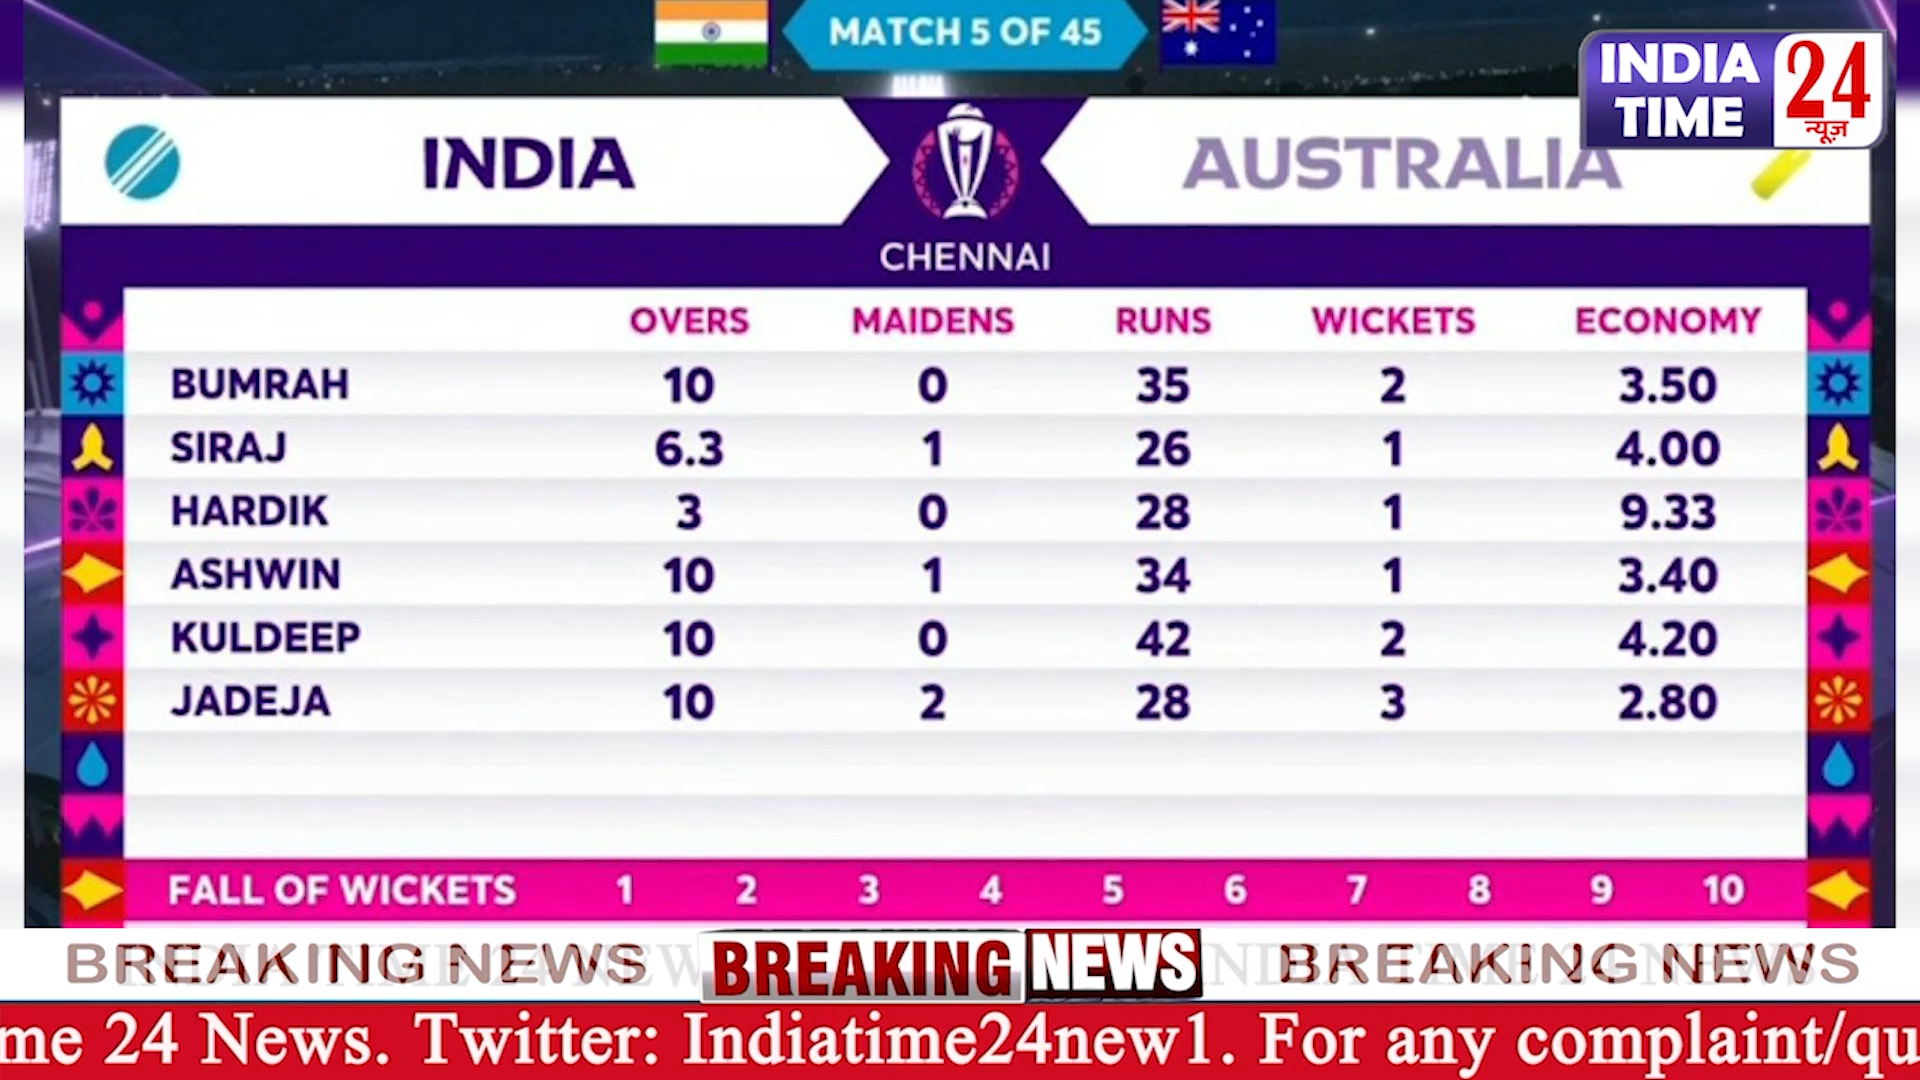 MATCH 5 OF 45
INDIA TIME 24 न्यूज़
INDIA AUSTRALIA
CHENNAI
OVERS MAIDENS RUNS WICKETS ECONOMY
BUMRAH 10 0 35 2 3.50
SIRAJ 6.3 1 26 1 4.00
HARDIK 3 0 28 1 9.33
ASHWIN 10 1 34 1 3.40
KULDEEP 10 0 42 2 4.20
JADEJA 10 2 28 3 2.80
FALL OF WICKETS 1 2 3 4 5 6 7 8 9 10
BREAKING NEWS BREAKING NEWS BREAKING NEWS
me 24 News. Twitter: Indiatime24new1. For any complaint/qu